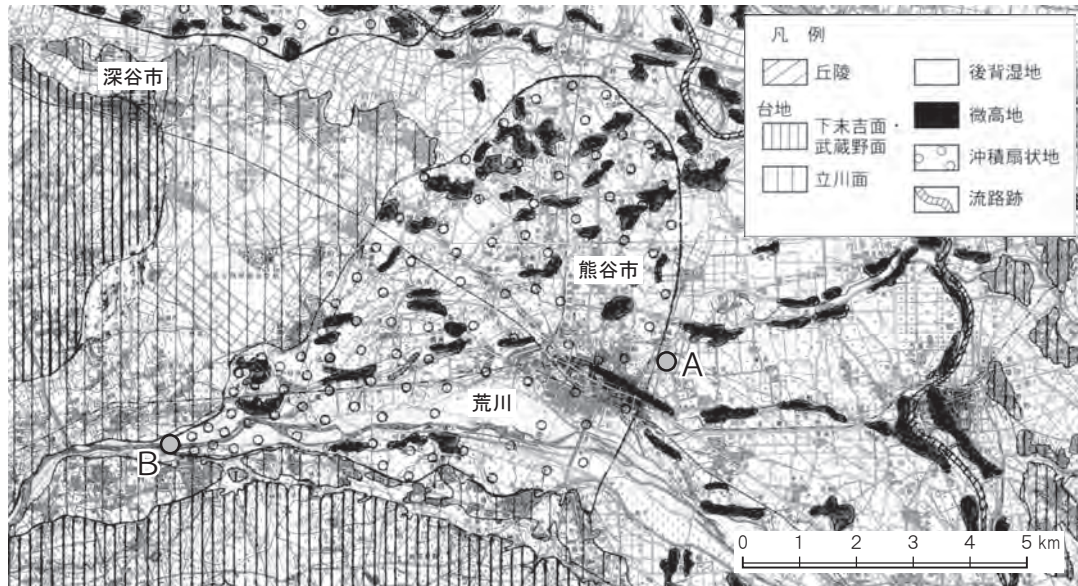 深谷市
熊谷市
荒川
A
B
凡例
丘陵
台地
下末吉面・
武蔵野面
立川面
後背湿地
微高地
沖積扇状地
流路跡
0 1 2 3 4 5 km